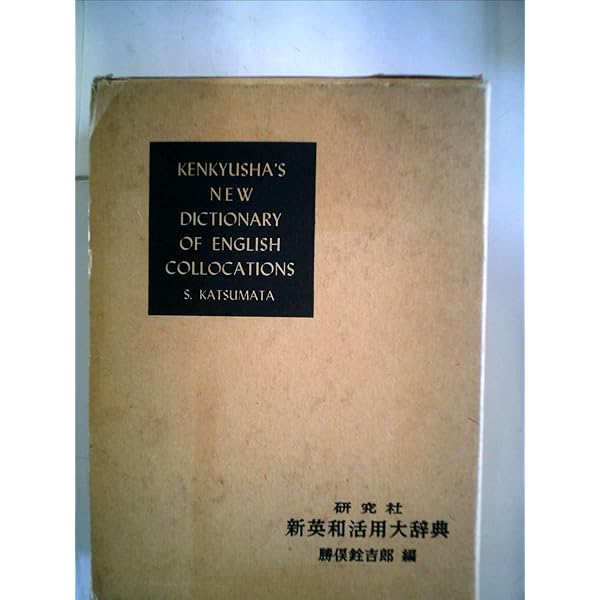 KENKYUSHA'S
NEW
DICTIONARY
OF ENGLISH
COLLOCATIONS
S. KATSUMATA
研究社
新英和活用大辞典
勝俣銓吉郎 編